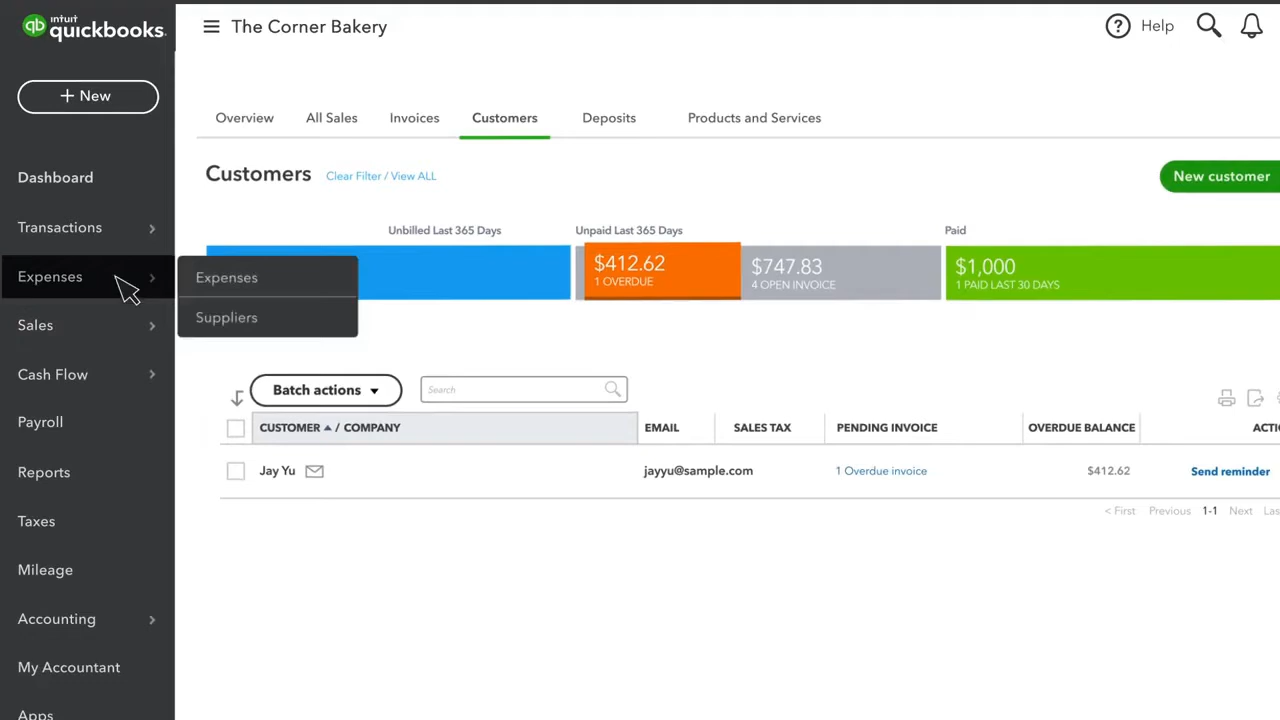 intuit
quickbooks.
The Corner Bakery
Help
+ New
Overview
All Sales
Invoices
Customers
Deposits
Products and Services
Customers
Clear Filter / View ALL
New customer
Dashboard
Transactions
Expenses
Sales
Cash Flow
Payroll
Reports
Taxes
Mileage
Accounting
My Accountant
Apps
Expenses
Suppliers
Unbilled Last 365 Days
Unpaid Last 365 Days
Paid
$412.62
1 OVERDUE
$747.83
4 OPEN INVOICE
$1,000
1 PAID LAST 30 DAYS
Batch actions
Search
CUSTOMER / COMPANY
EMAIL
SALES TAX
PENDING INVOICE
OVERDUE BALANCE
Jay Yu
jayyu@sample.com
1 Overdue invoice
$412.62
Send reminder
< First
Previous
1-1
Next